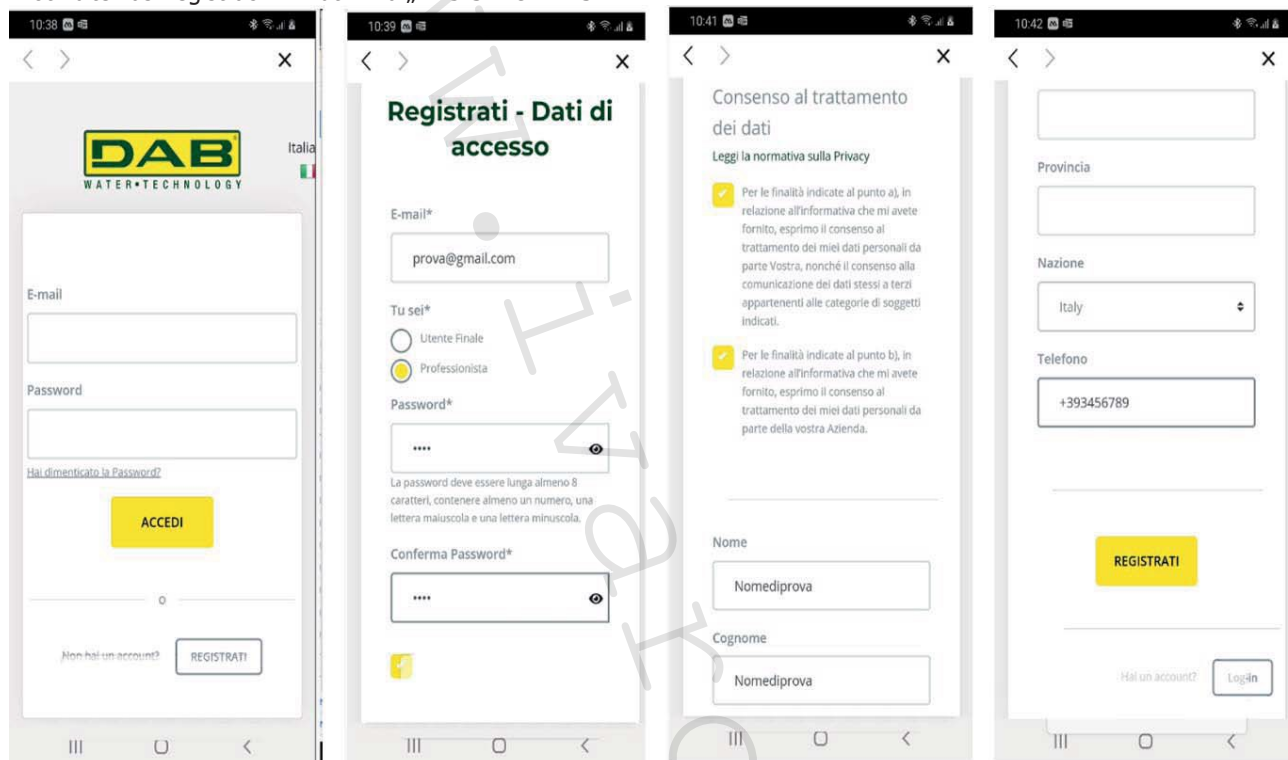 10:38
Italia
DAB
WATER•TECHNOLOGY
E-mail
Password
Hai dimenticato la Password?
ACCEDI
o
Non hai un account?
REGISTRATI
10:39
Registrati - Dati di
accesso
E-mail*
prova@gmail.com
Tu sei*
Utente Finale
Professionista
Password*
••••
La password deve essere lunga almeno 8
caratteri, contenere almeno un numero, una
lettera maiuscola e una lettera minuscola.
Conferma Password*
••••
10:41
Consenso al trattamento
dei dati
Leggi la normativa sulla Privacy
Per le finalità indicate al punto a), in
relazione all'informativa che mi avete
fornito, esprimo il consenso al
trattamento dei miei dati personali da
parte Vostra, nonché il consenso alla
comunicazione dei dati stessi a terzi
appartenenti alle categorie di soggetti
indicati.
Per le finalità indicate al punto b), in
relazione all'informativa che mi avete
fornito, esprimo il consenso al
trattamento dei miei dati personali da
parte della vostra Azienda.
Nome
Nomediprova
Cognome
Nomediprova
10:42
Provincia
Nazione
Italy
Telefono
+393456789
REGISTRATI
Hai un account?
Log-in